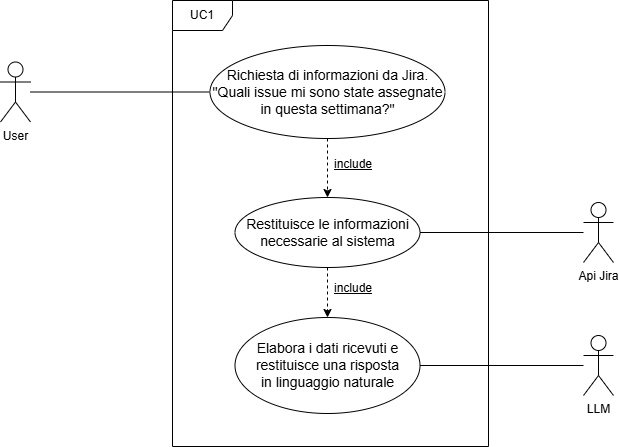 UC1
Richiesta di informazioni da Jira.
"Quali issue mi sono state assegnate
in questa settimana?"
User
include
Restituisce le informazioni
necessarie al sistema
Api Jira
include
Elabora i dati ricevuti e
restituisce una risposta
in linguaggio naturale
LLM